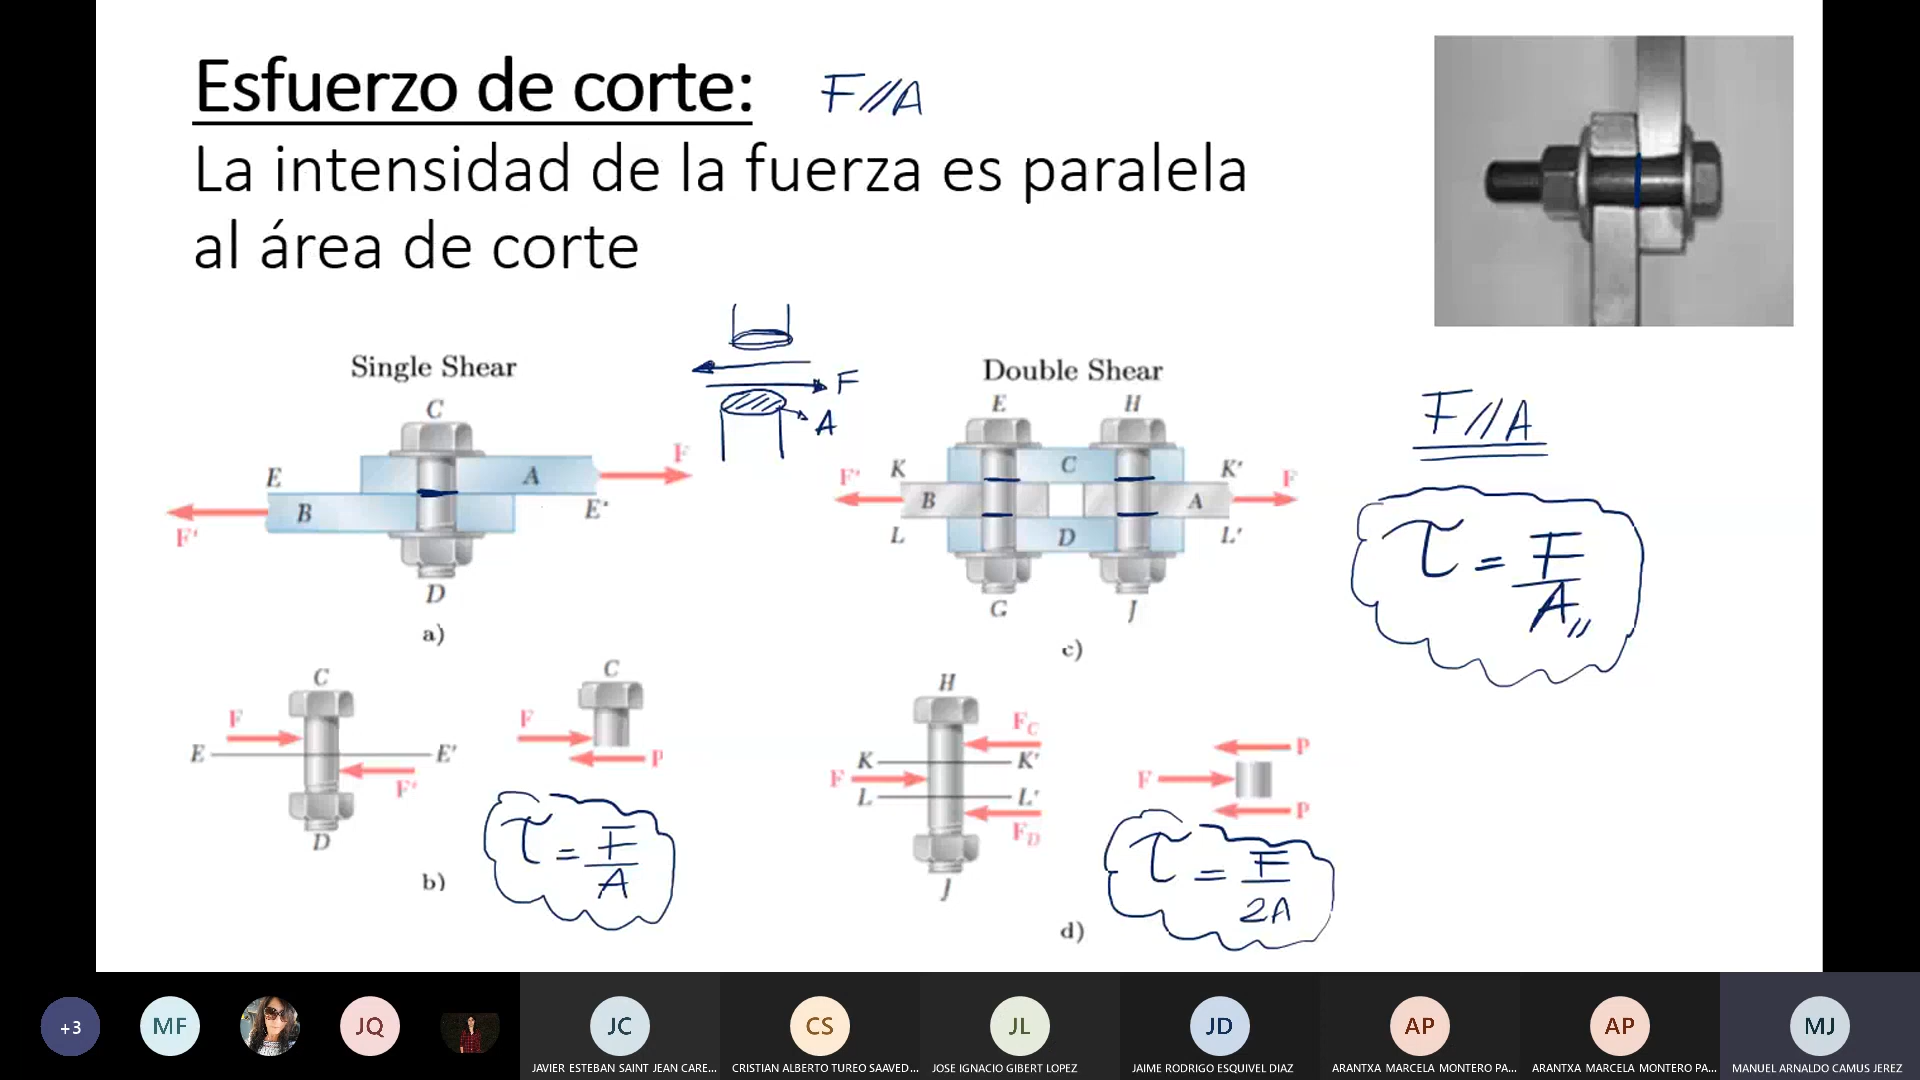 Esfuerzo de corte:
F//A
La intensidad de la fuerza es paralela
al área de corte
Single Shear
C
E
A
F
B
E'
F'
D
a)
F
A
Double Shear
E
H
F'
K
C
K'
F
B
A
L
D
L'
G
J
c)
F//A
τ = F
A//
C
F
E
E'
F'
D
b)
C
F
P
τ = F
A
H
F_C
K
K'
F
L
L'
F_D
J
d)
P
F
P
τ = F
2A
+3
MF
JQ
JC
CS
JL
JD
AP
AP
MJ
JAVIER ESTEBAN SAINT JEAN CARE...
CRISTIAN ALBERTO TUREO SAAVED...
JOSE IGNACIO GIBERT LOPEZ
JAIME RODRIGO ESQUIVEL DIAZ
ARANTXA MARCELA MONTERO PA...
ARANTXA MARCELA MONTERO PA...
MANUEL ARNALDO CAMUS JEREZ